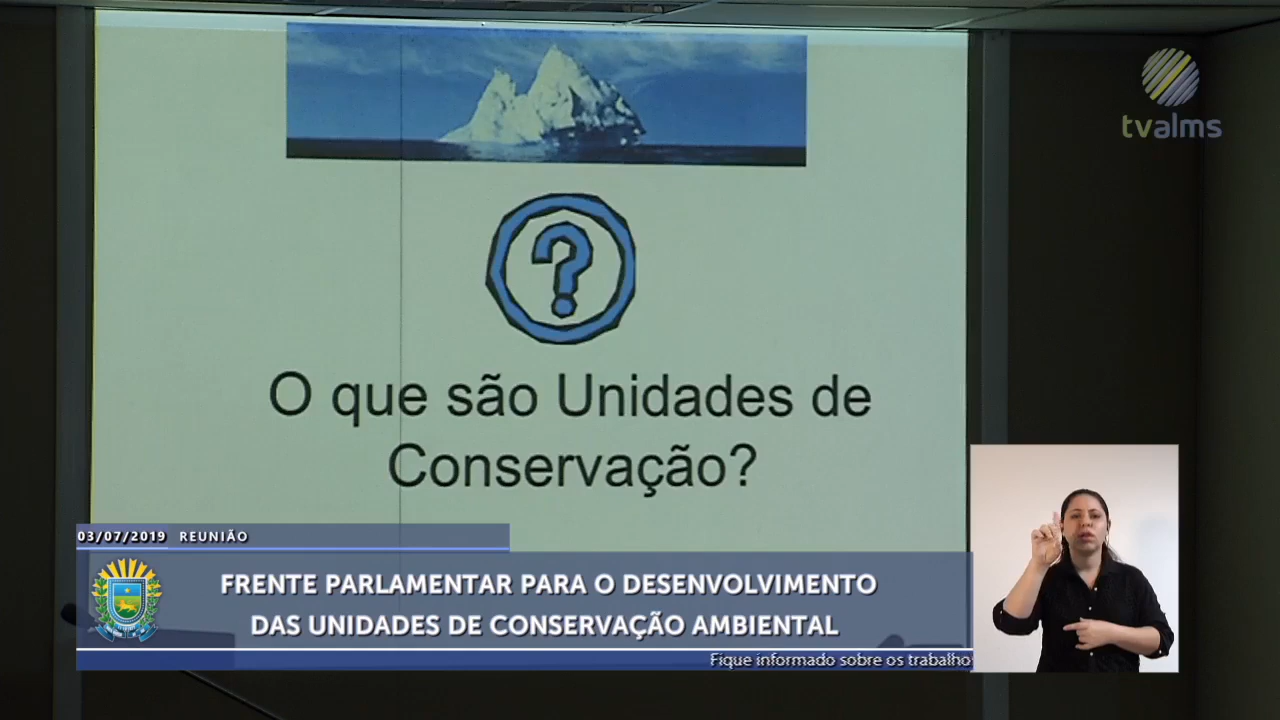 tvalms
?
O que são Unidades de
Conservação?
03/07/2019 REUNIÃO
FRENTE PARLAMENTAR PARA O DESENVOLVIMENTO
DAS UNIDADES DE CONSERVAÇÃO AMBIENTAL
Fique informado sobre os trabalho